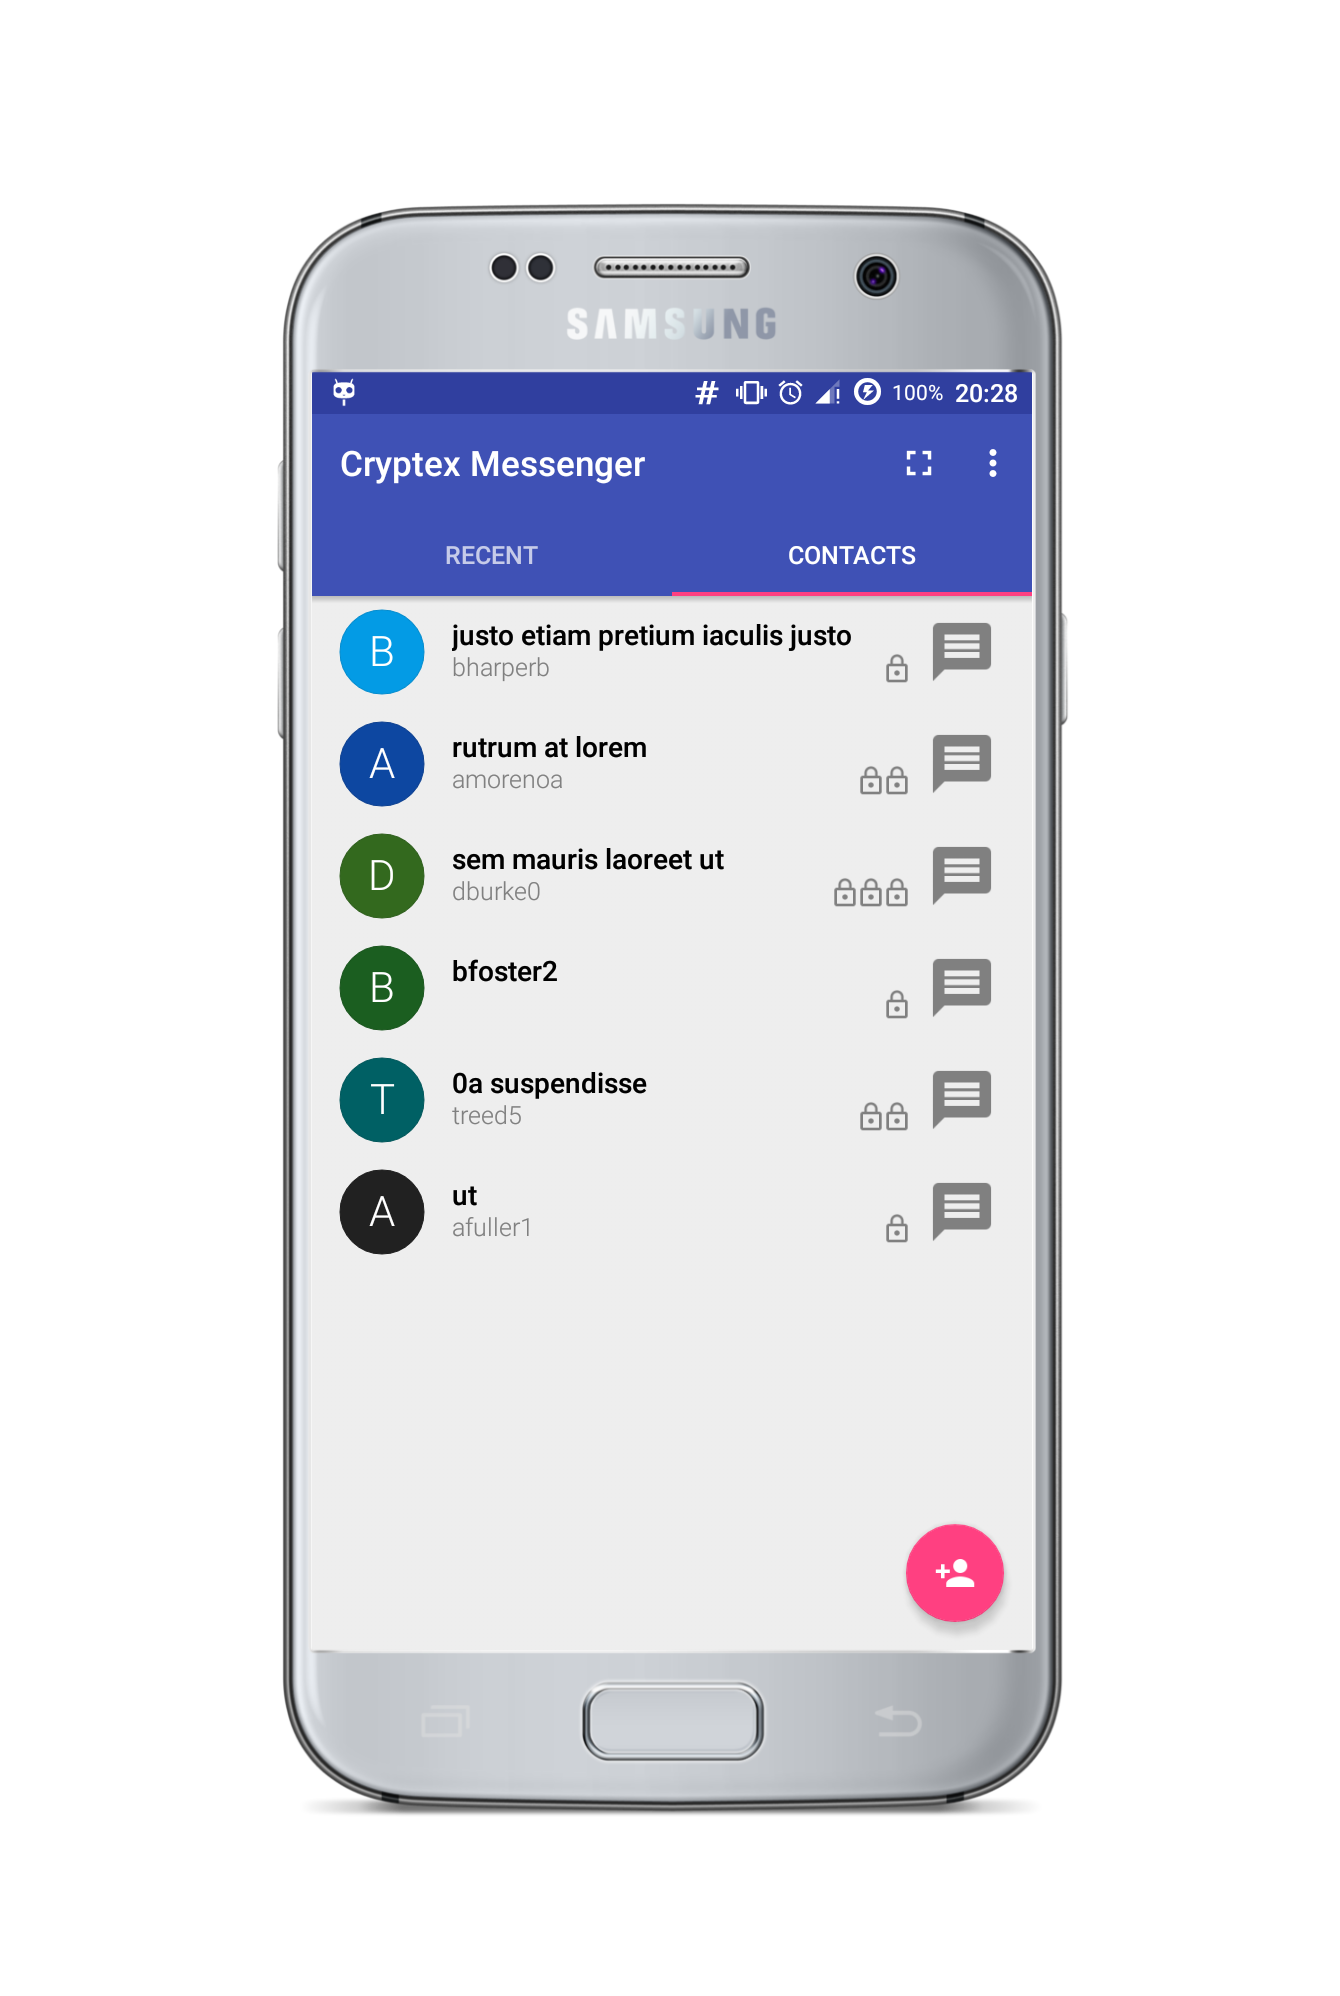 SAMSUNG
# 100% 20:28
Cryptex Messenger
RECENT CONTACTS
B justo etiam pretium iaculis justo
bharperb
A rutrum at lorem
amorenoa
D sem mauris laoreet ut
dburke0
B bfoster2
T 0a suspendisse
treed5
A ut
afuller1